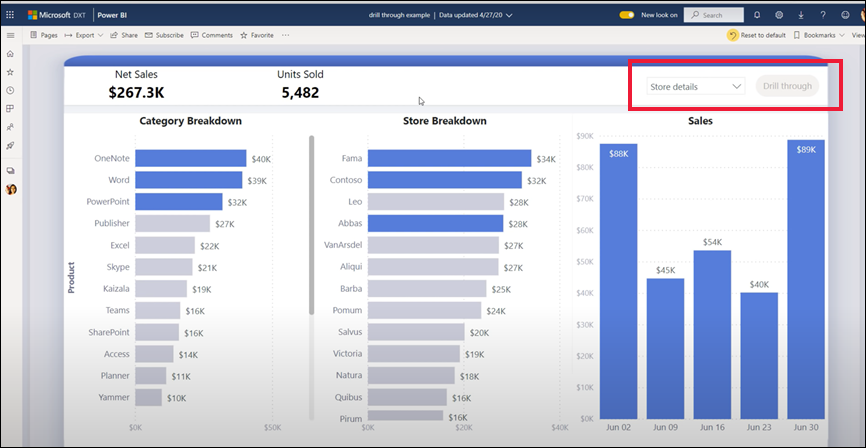 Microsoft DXT Power BI drill through example | Data updated 4/27/20 New look on Search
Pages Export Share Subscribe Comments Favorite Reset to default Bookmarks View
Net Sales
$267.3K
Units Sold
5,482
Store details
Drill through
Category Breakdown
Product
OneNote $40K
Word $39K
PowerPoint $32K
Publisher $27K
Excel $22K
Skype $21K
Kaizala $19K
Teams $16K
SharePoint $16K
Access $14K
Planner $11K
Yammer $10K
$0K $50K
Store Breakdown
Fama $34K
Contoso $32K
Leo $28K
Abbas $28K
VanArsdel $27K
Aliqui $27K
Barba $25K
Pomum $24K
Salvus $20K
Victoria $19K
Natura $18K
Quibus $16K
Pirum $16K
$0K $20K $40K
Sales
$90K
$80K
$70K
$60K
$50K
$40K
$30K
$20K
$10K
$0K
$88K
$45K
$54K
$40K
$89K
Jun 02 Jun 09 Jun 16 Jun 23 Jun 30